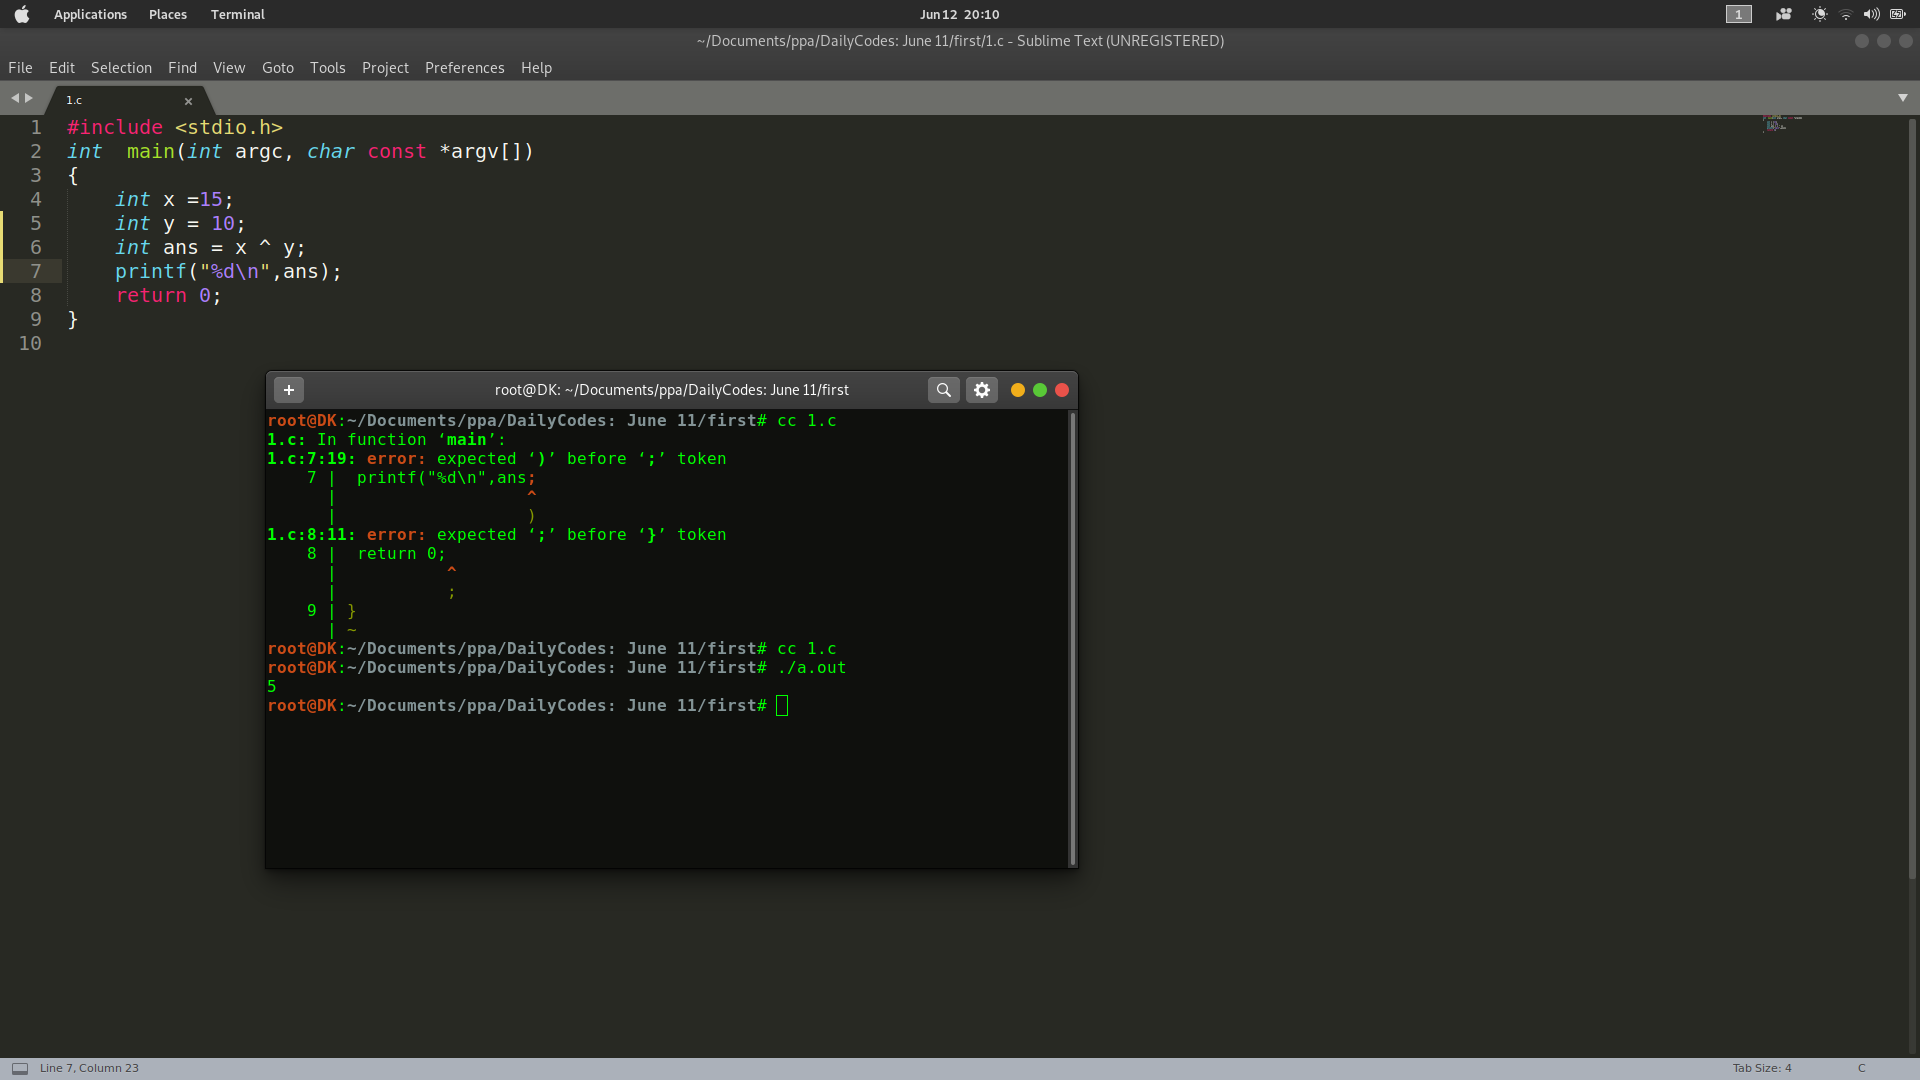 Applications Places Terminal Jun 12 20:10 1
~/Documents/ppa/DailyCodes: June 11/first/1.c - Sublime Text (UNREGISTERED)
File Edit Selection Find View Goto Tools Project Preferences Help
1.c ×
1 #include <stdio.h>
2 int  main(int argc, char const *argv[])
3 {
4     int x =15;
5     int y = 10;
6     int ans = x ^ y;
7     printf("%d\n",ans);
8     return 0;
9 }
10
root@DK: ~/Documents/ppa/DailyCodes: June 11/first
root@DK:~/Documents/ppa/DailyCodes: June 11/first# cc 1.c
1.c: In function ‘main’:
1.c:7:19: error: expected ‘)’ before ‘;’ token
    7 |  printf("%d\n",ans;
      |                   ^
      |                   )
1.c:8:11: error: expected ‘;’ before ‘}’ token
    8 |  return 0;
      |           ^
      |           ;
    9 | }
      | ~
root@DK:~/Documents/ppa/DailyCodes: June 11/first# cc 1.c
root@DK:~/Documents/ppa/DailyCodes: June 11/first# ./a.out
5
root@DK:~/Documents/ppa/DailyCodes: June 11/first#
Line 7, Column 23 Tab Size: 4 C